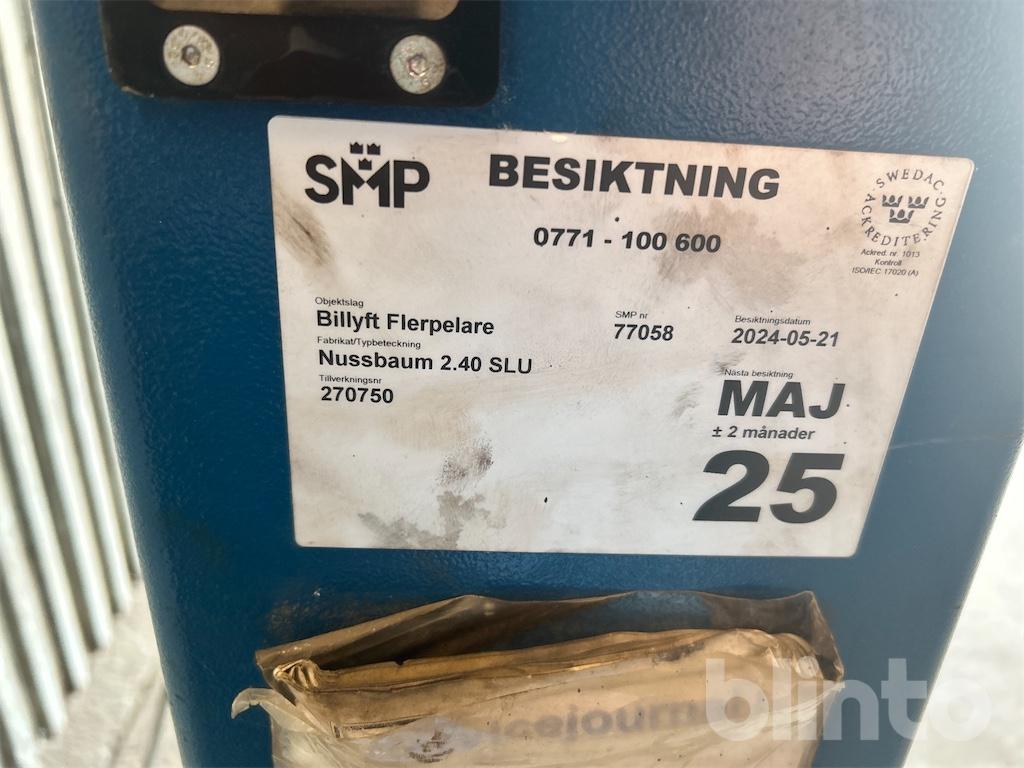 SMP
BESIKTNING
0771 - 100 600
SWEDAC
ACKREDITERING
Ackred. nr. 1013
Kontroll
ISO/IEC 17020 (A)
Objektslag
Billyft Flerpelare
Fabrikat/Typbeteckning
Nussbaum 2.40 SLU
Tillverkningsnr
270750
SMP nr
77058
Besiktningsdatum
2024-05-21
Nästa besiktning
MAJ
± 2 månader
25
blinto